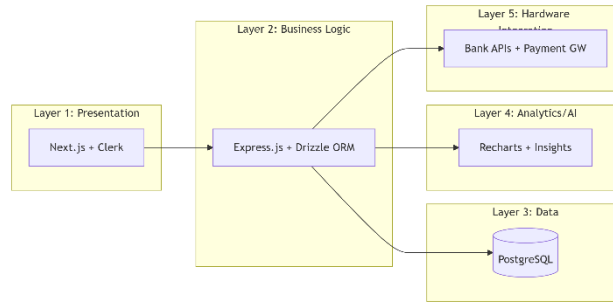 Layer 1: Presentation
Next.js + Clerk
Layer 2: Business Logic
Express.js + Drizzle ORM
Layer 5: Hardware
Integration
Bank APIs + Payment GW
Layer 4: Analytics/AI
Recharts + Insights
Layer 3: Data
PostgreSQL